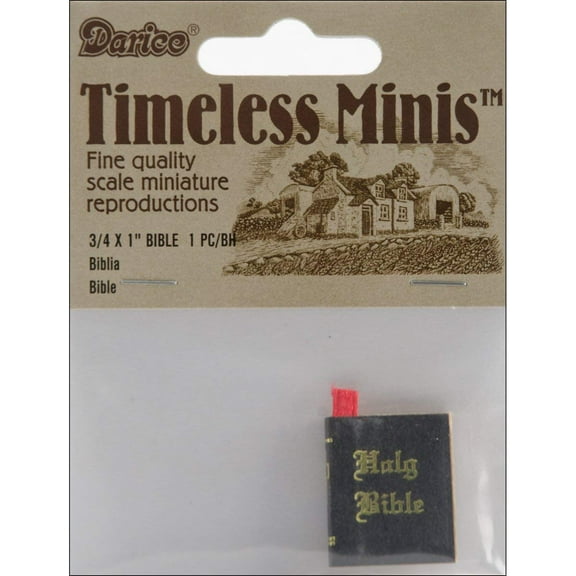 Darice®
Timeless Minis™
Fine quality
scale miniature
reproductions
3/4 X 1" BIBLE 1 PC/BH
Biblia
Bible
Holy
Bible